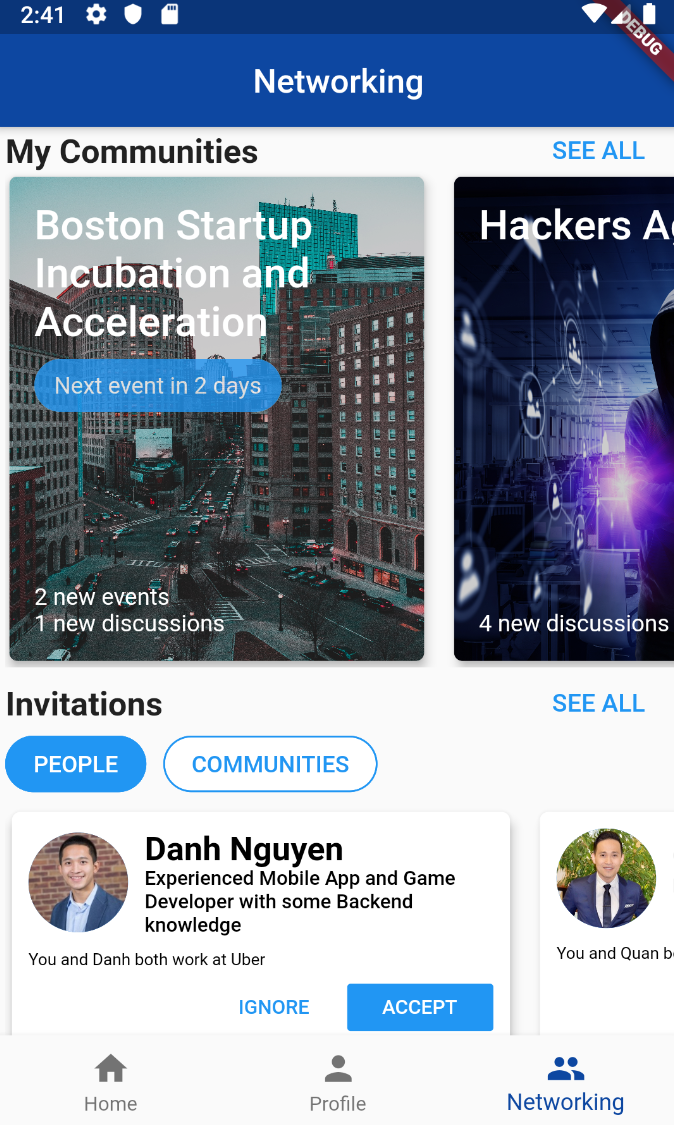 2:41
DEBUG
Networking
My Communities
SEE ALL
Boston Startup
Incubation and
Acceleration
Next event in 2 days
2 new events
1 new discussions
Hackers
4 new discussions
Invitations
SEE ALL
PEOPLE
COMMUNITIES
Danh Nguyen
Experienced Mobile App and Game
Developer with some Backend
knowledge
You and Danh both work at Uber
IGNORE
ACCEPT
You and Quan
Home
Profile
Networking